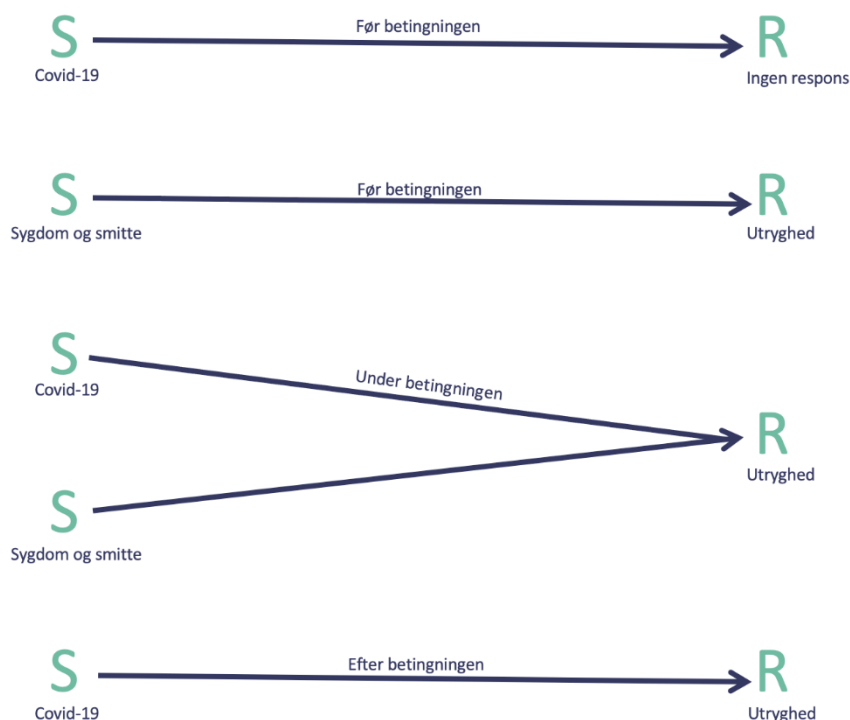 S Før betingningen R
Covid-19 Ingen respons
S Før betingningen R
Sygdom og smitte Utryghed
S
Covid-19 Under betingningen
R
Utryghed
S
Sygdom og smitte
S Efter betingningen R
Covid-19 Utryghed